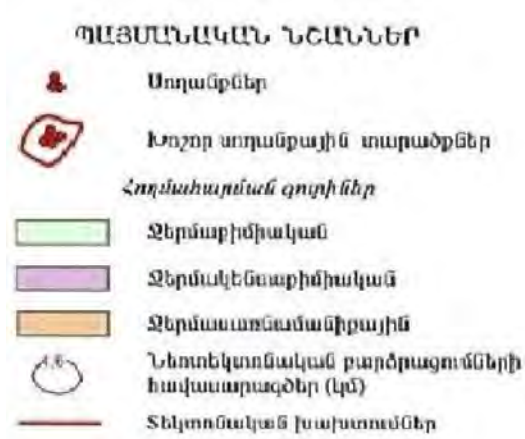 ՊԱՅՄԱՆԱԿԱՆ ՆՇԱՆՆԵՐ
Սողանքներ
Խոշոր սողանքային տարածքներ
Հողմահարման գոտիներ
Ջերմաքիմիական
Ջերմակենսաքիմիական
Ջերմասառնամանիքային
Նեոտեկտոնական բարձրացումների
հավասարագծեր (կմ)
Տեկտոնական խախտումներ